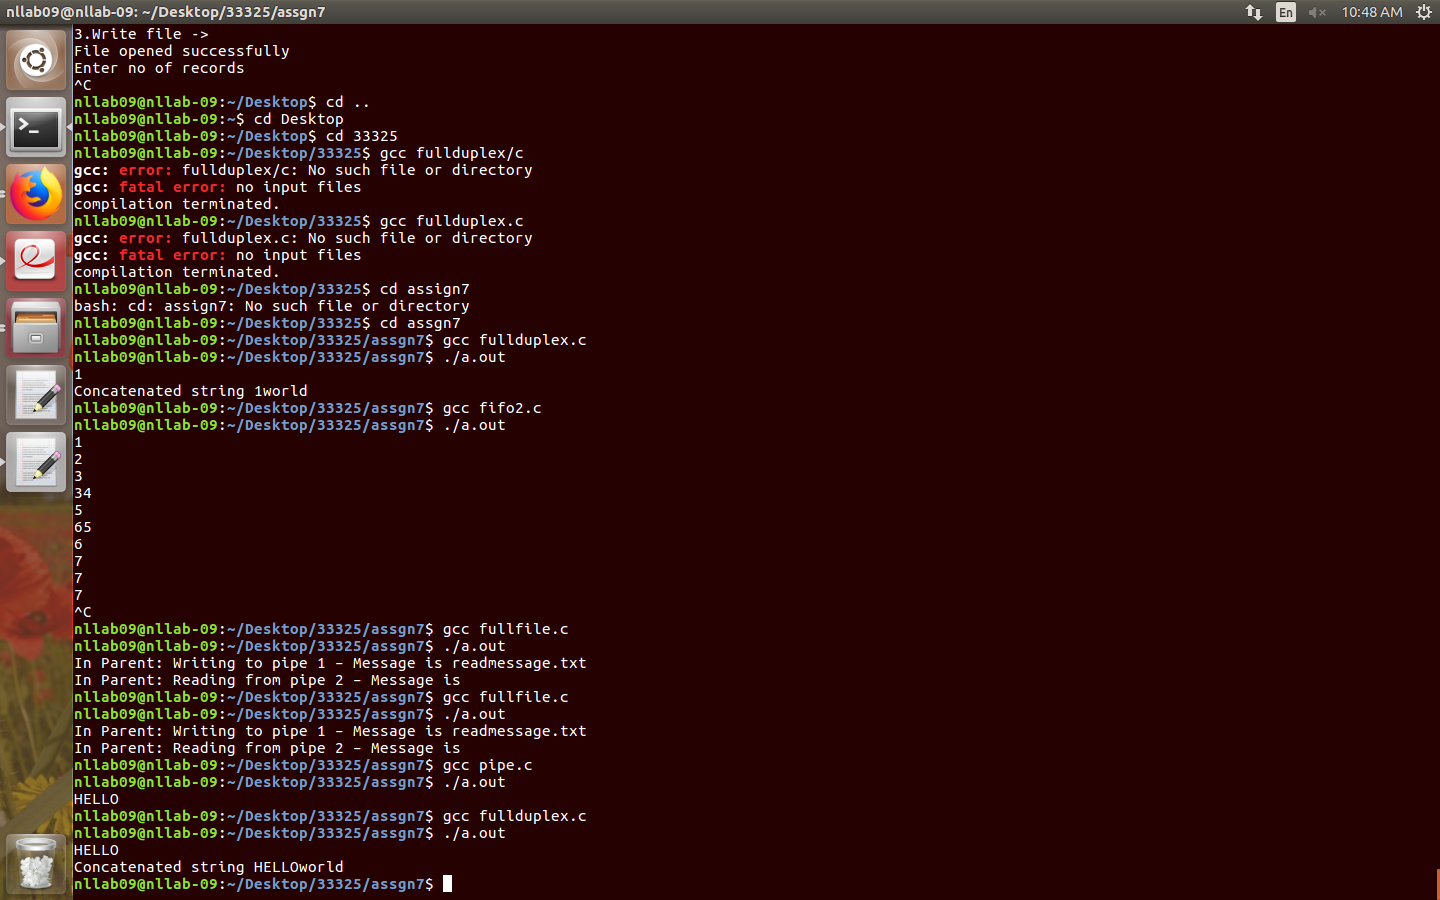 nllab09@nllab-09: ~/Desktop/33325/assgn7
En
10:48 AM
3.Write file ->
File opened successfully
Enter no of records
^C
nllab09@nllab-09:~/Desktop$ cd ..
nllab09@nllab-09:~$ cd Desktop
nllab09@nllab-09:~/Desktop$ cd 33325
nllab09@nllab-09:~/Desktop/33325$ gcc fullduplex/c
gcc: error: fullduplex/c: No such file or directory
gcc: fatal error: no input files
compilation terminated.
nllab09@nllab-09:~/Desktop/33325$ gcc fullduplex.c
gcc: error: fullduplex.c: No such file or directory
gcc: fatal error: no input files
compilation terminated.
nllab09@nllab-09:~/Desktop/33325$ cd assign7
bash: cd: assign7: No such file or directory
nllab09@nllab-09:~/Desktop/33325$ cd assgn7
nllab09@nllab-09:~/Desktop/33325/assgn7$ gcc fullduplex.c
nllab09@nllab-09:~/Desktop/33325/assgn7$ ./a.out
1
Concatenated string 1world
nllab09@nllab-09:~/Desktop/33325/assgn7$ gcc fifo2.c
nllab09@nllab-09:~/Desktop/33325/assgn7$ ./a.out
1
2
3
34
5
65
6
7
7
7
^C
nllab09@nllab-09:~/Desktop/33325/assgn7$ gcc fullfile.c
nllab09@nllab-09:~/Desktop/33325/assgn7$ ./a.out
In Parent: Writing to pipe 1 – Message is readmessage.txt
In Parent: Reading from pipe 2 – Message is
nllab09@nllab-09:~/Desktop/33325/assgn7$ gcc fullfile.c
nllab09@nllab-09:~/Desktop/33325/assgn7$ ./a.out
In Parent: Writing to pipe 1 – Message is readmessage.txt
In Parent: Reading from pipe 2 – Message is
nllab09@nllab-09:~/Desktop/33325/assgn7$ gcc pipe.c
nllab09@nllab-09:~/Desktop/33325/assgn7$ ./a.out
HELLO
nllab09@nllab-09:~/Desktop/33325/assgn7$ gcc fullduplex.c
nllab09@nllab-09:~/Desktop/33325/assgn7$ ./a.out
HELLO
Concatenated string HELLOworld
nllab09@nllab-09:~/Desktop/33325/assgn7$